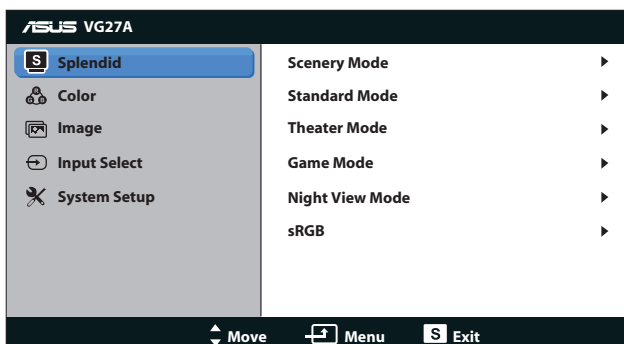 ASUS VG27A
S Splendid
Color
Image
Input Select
System Setup
Scenery Mode
Standard Mode
Theater Mode
Game Mode
Night View Mode
sRGB
Move Menu S Exit